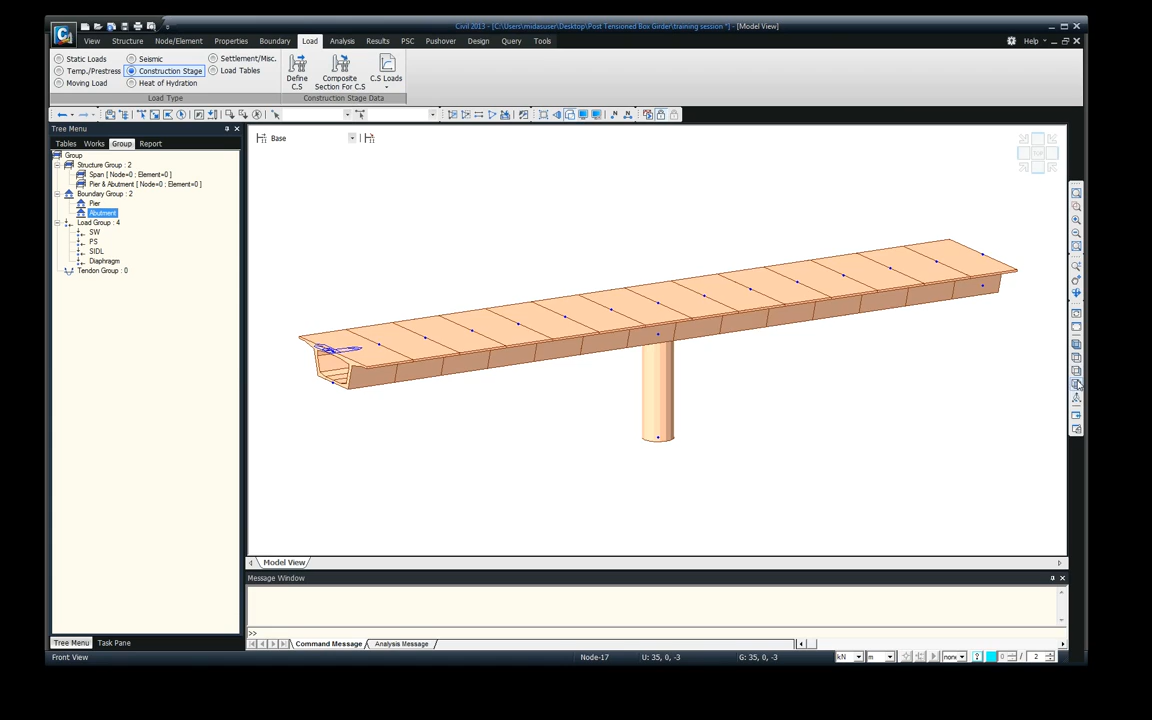 Civil 2013 - [C:\Users\midasuser\Desktop\Post Tensioned Box Girder\training session *] - [Model View]
View Structure Node/Element Properties Boundary Load Analysis Results PSC Pushover Design Query Tools Help
Static Loads Seismic Settlement/Misc.
Temp./Prestress Construction Stage Load Tables
Moving Load Heat of Hydration
Define C.S
Composite Section For C.S
C.S Loads
Load Type Construction Stage Data
Tree Menu
Base
TOP
Tables Works Group Report
Group
Structure Group : 2
Span [ Node=0 ; Element=0 ]
Pier & Abutment [ Node=0 ; Element=0 ]
Boundary Group : 2
Pier
Abutment
Load Group : 4
SW
PS
SIDL
Diaphragm
Tendon Group : 0
Model View
Message Window
>>
Tree Menu Task Pane
Command Message Analysis Message
Front View Node-17 U: 35, 0, -3 G: 35, 0, -3 kN m non 0 / 2